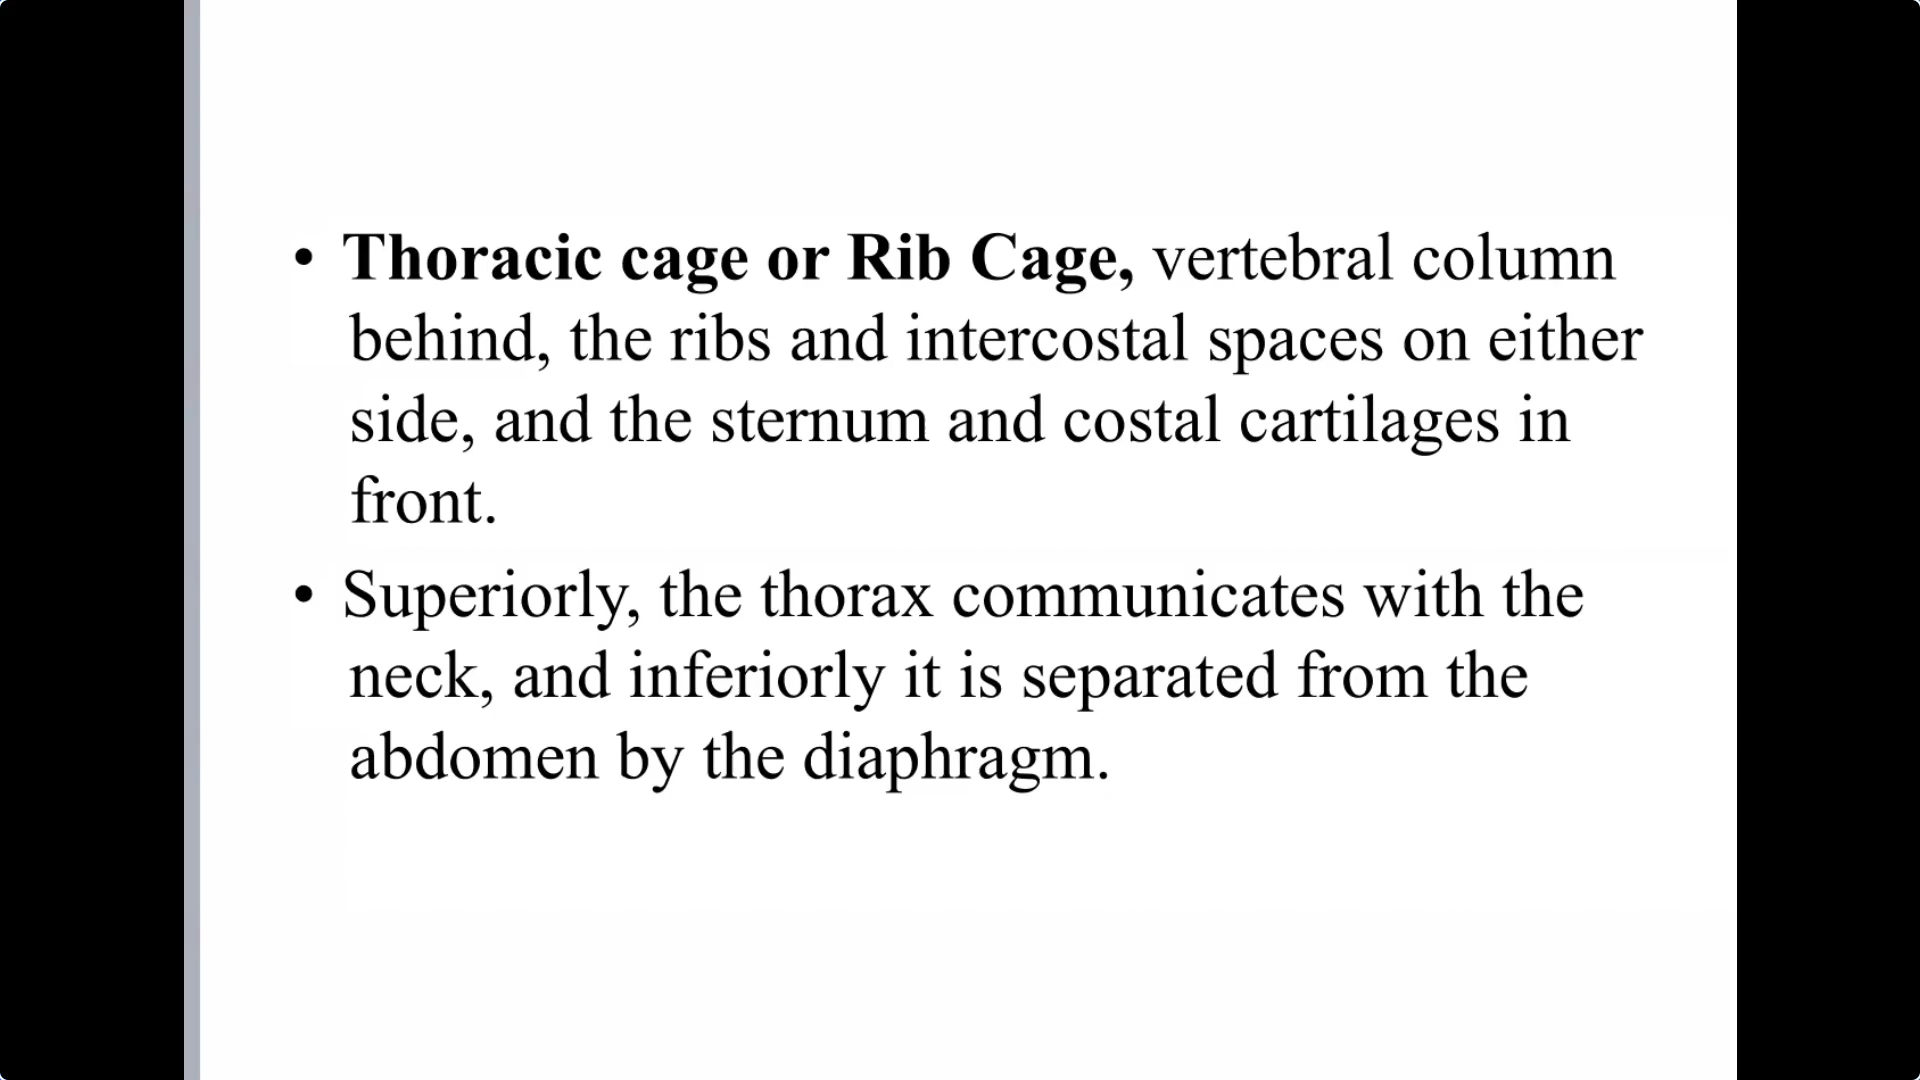 • Thoracic cage or Rib Cage, vertebral column
behind, the ribs and intercostal spaces on either
side, and the sternum and costal cartilages in
front.
• Superiorly, the thorax communicates with the
neck, and inferiorly it is separated from the
abdomen by the diaphragm.